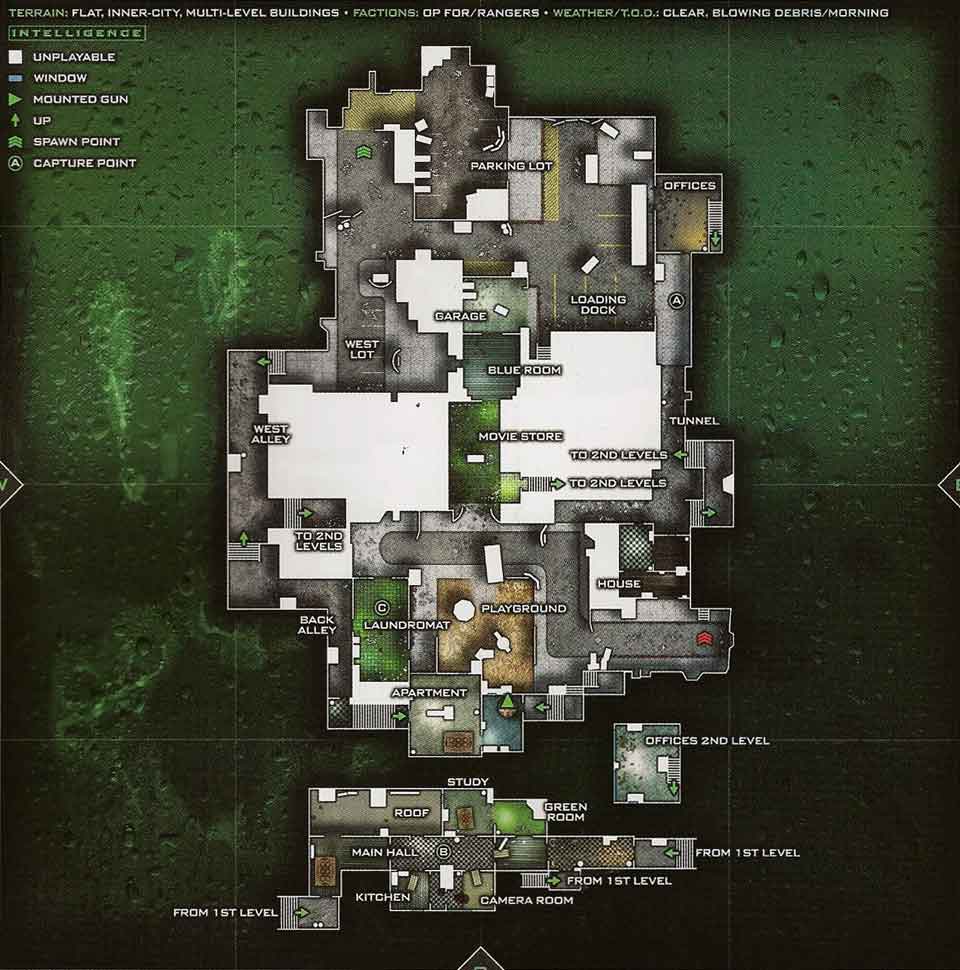 TERRAIN: FLAT, INNER-CITY, MULTI-LEVEL BUILDINGS • FACTIONS: OP FOR/RANGERS • WEATHER/T.O.D.: CLEAR, BLOWING DEBRIS/MORNING
INTELLIGENCE
UNPLAYABLE
WINDOW
MOUNTED GUN
UP
SPAWN POINT
A CAPTURE POINT
PARKING LOT
OFFICES
A
LOADING
DOCK
GARAGE
WEST
LOT
BLUE ROOM
TUNNEL
WEST
ALLEY
MOVIE STORE
TO 2ND LEVELS
TO 2ND LEVELS
TO 2ND
LEVELS
HOUSE
C
PLAYGROUND
BACK
ALLEY
LAUNDROMAT
APARTMENT
OFFICES 2ND LEVEL
STUDY
ROOF
GREEN
ROOM
MAIN HALL
B
FROM 1ST LEVEL
FROM 1ST LEVEL
KITCHEN
CAMERA ROOM
FROM 1ST LEVEL